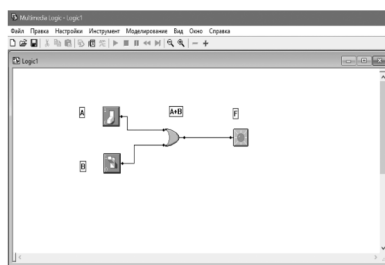 Multimedia Logic - Logic1
Файл Правка Настройки Инструмент Моделирование Вид Окно Справка
Logic1
A A+B F
B